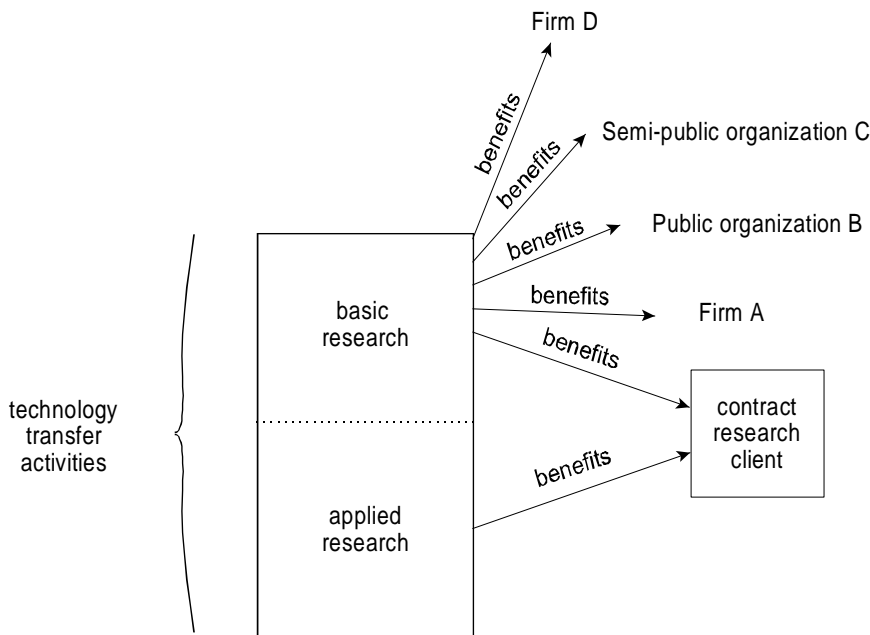 Firm D
benefits
Semi-public organization C
benefits
Public organization B
benefits
benefits
Firm A
basic
research
benefits
technology
transfer
activities
contract
research
client
benefits
applied
research